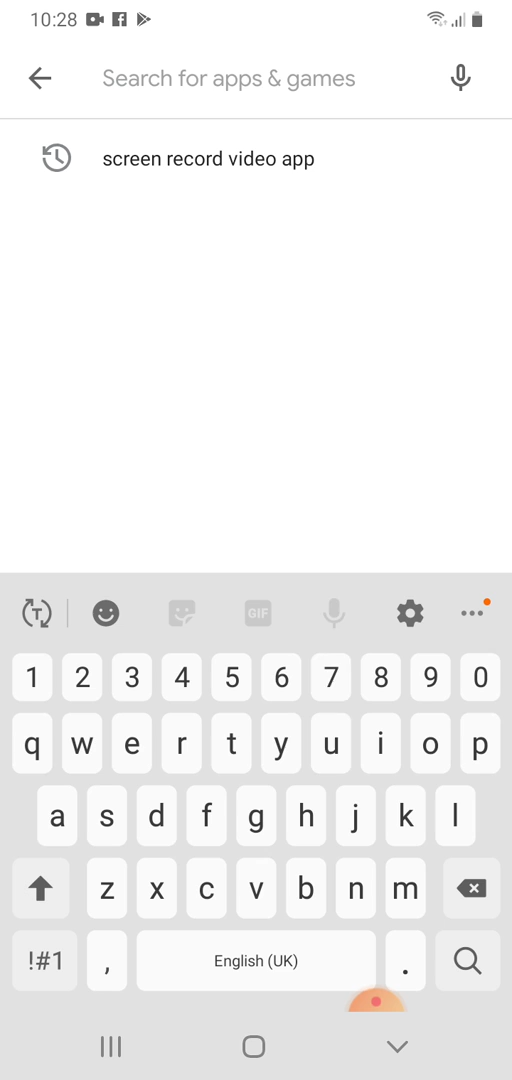 10:28
Search for apps & games
screen record video app
T GIF
1 2 3 4 5 6 7 8 9 0
q w e r t y u i o p
a s d f g h j k l
z x c v b n m
!#1 , English (UK) .